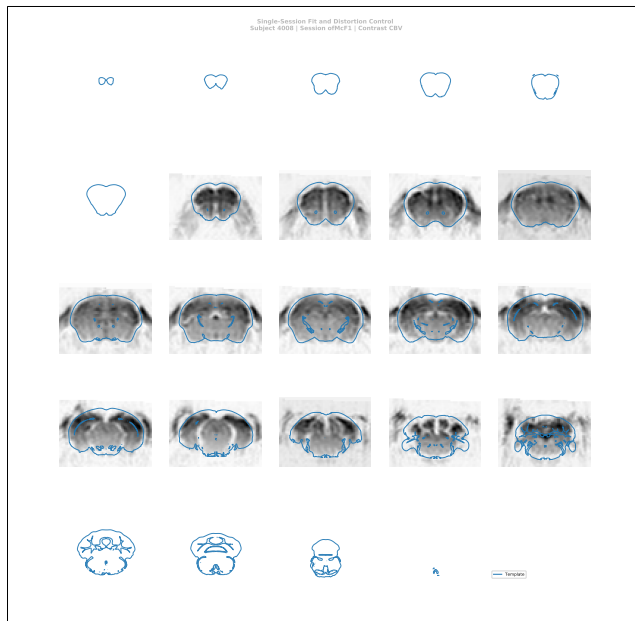 Single-Session Fit and Distortion Control
Subject 4008 | Session ofMcF1 | Contrast CBV
Template